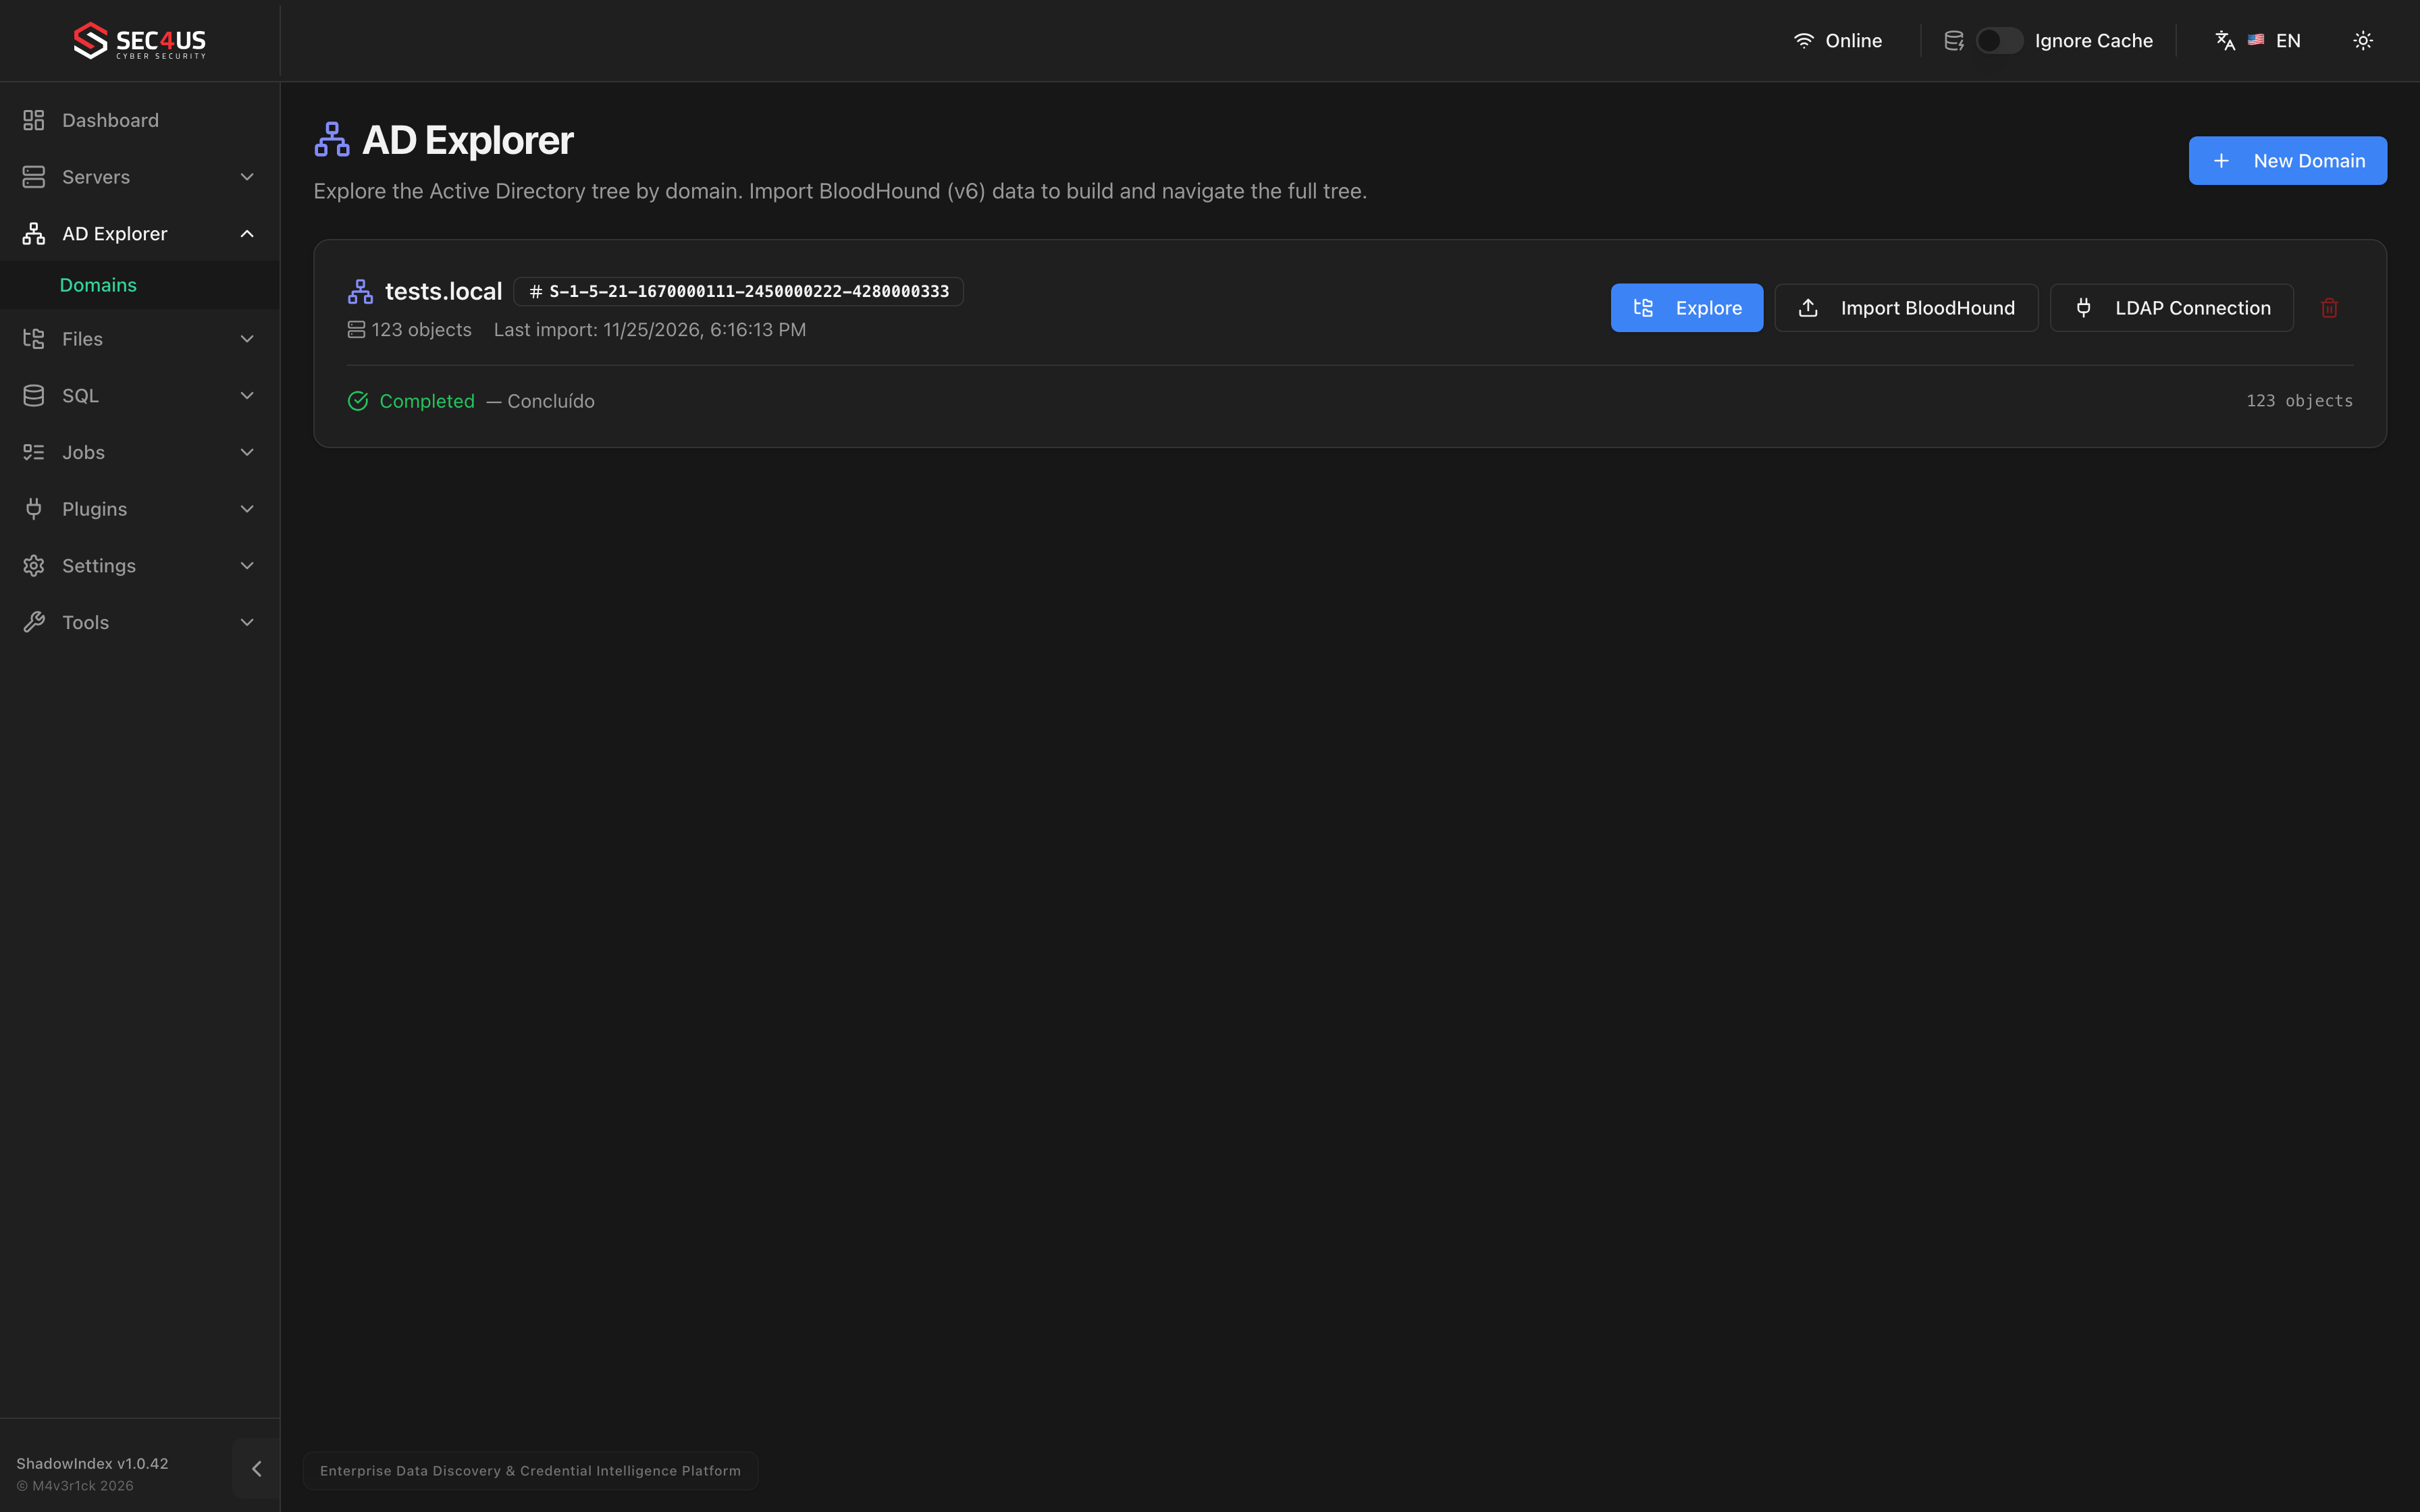 SEC4US
CYBER SECURITY
Online
Ignore Cache
EN
Dashboard
Servers
AD Explorer
Domains
Files
SQL
Jobs
Plugins
Settings
Tools
AD Explorer
Explore the Active Directory tree by domain. Import BloodHound (v6) data to build and navigate the full tree.
New Domain
tests.local # S-1-5-21-1670000111-2450000222-4280000333
123 objects Last import: 11/25/2026, 6:16:13 PM
Explore
Import BloodHound
LDAP Connection
Completed — Concluído
123 objects
ShadowIndex v1.0.42
© M4v3r1ck 2026
Enterprise Data Discovery & Credential Intelligence Platform